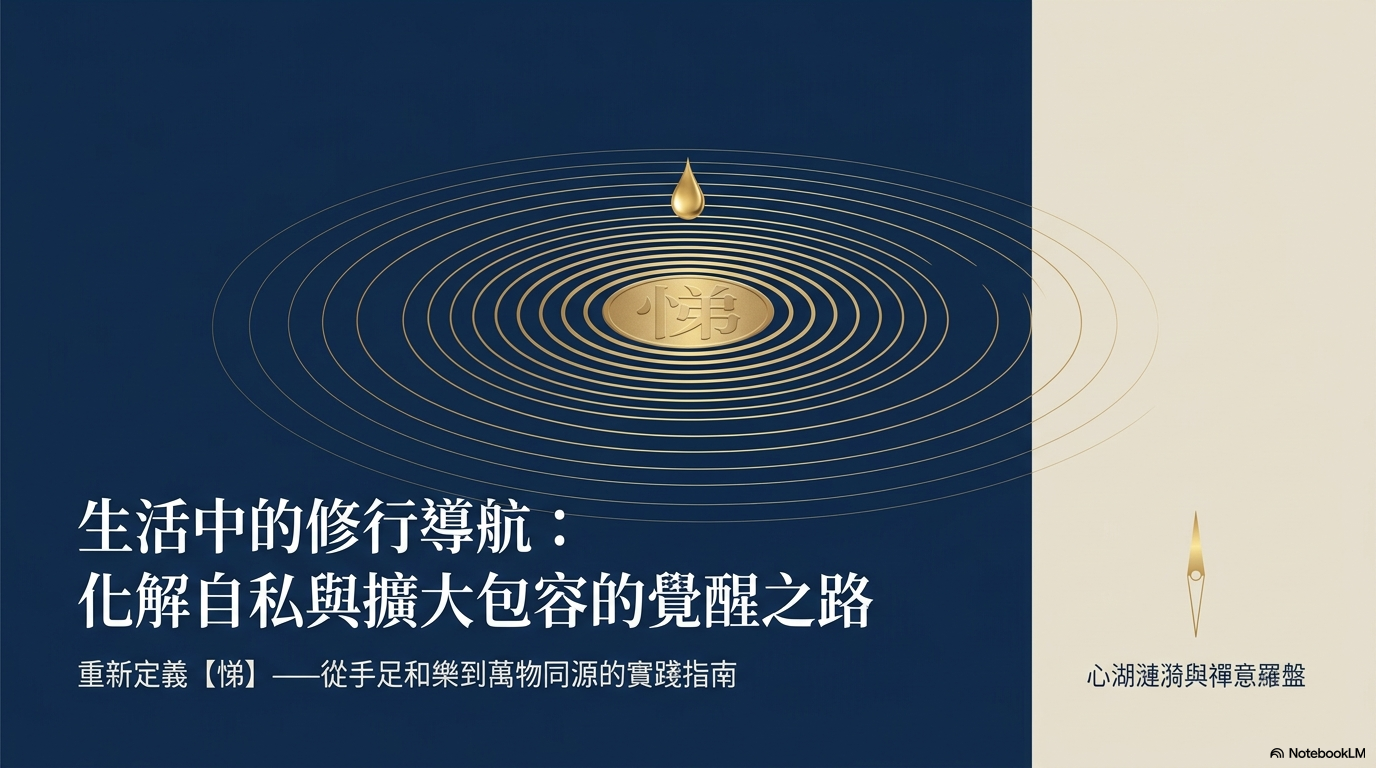 悌
生活中的修行導航：
化解自私與擴大包容的覺醒之路
重新定義【悌】——從手足和樂到萬物同源的實踐指南
心湖漣漪與禪意羅盤
NotebookLM